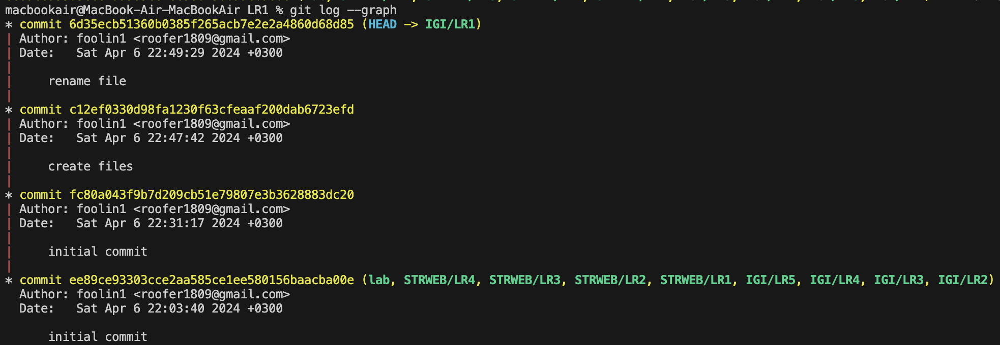 macbookair@MacBook-Air-MacBookAir LR1 % git log --graph
* commit 6d35ecb51360b0385f265acb7e2e2a4860d68d85 (HEAD -> IGI/LR1)
| Author: foolin1 <roofer1809@gmail.com>
| Date:   Sat Apr 6 22:49:29 2024 +0300
|
|     rename file
|
* commit c12ef0330d98fa1230f63cfeaaf200dab6723efd
| Author: foolin1 <roofer1809@gmail.com>
| Date:   Sat Apr 6 22:47:42 2024 +0300
|
|     create files
|
* commit fc80a043f9b7d209cb51e79807e3b3628883dc20
| Author: foolin1 <roofer1809@gmail.com>
| Date:   Sat Apr 6 22:31:17 2024 +0300
|
|     initial commit
|
* commit ee89ce93303cce2aa585ce1ee580156baacba00e (lab, STRWEB/LR4, STRWEB/LR3, STRWEB/LR2, STRWEB/LR1, IGI/LR5, IGI/LR4, IGI/LR3, IGI/LR2)
  Author: foolin1 <roofer1809@gmail.com>
  Date:   Sat Apr 6 22:03:40 2024 +0300

      initial commit